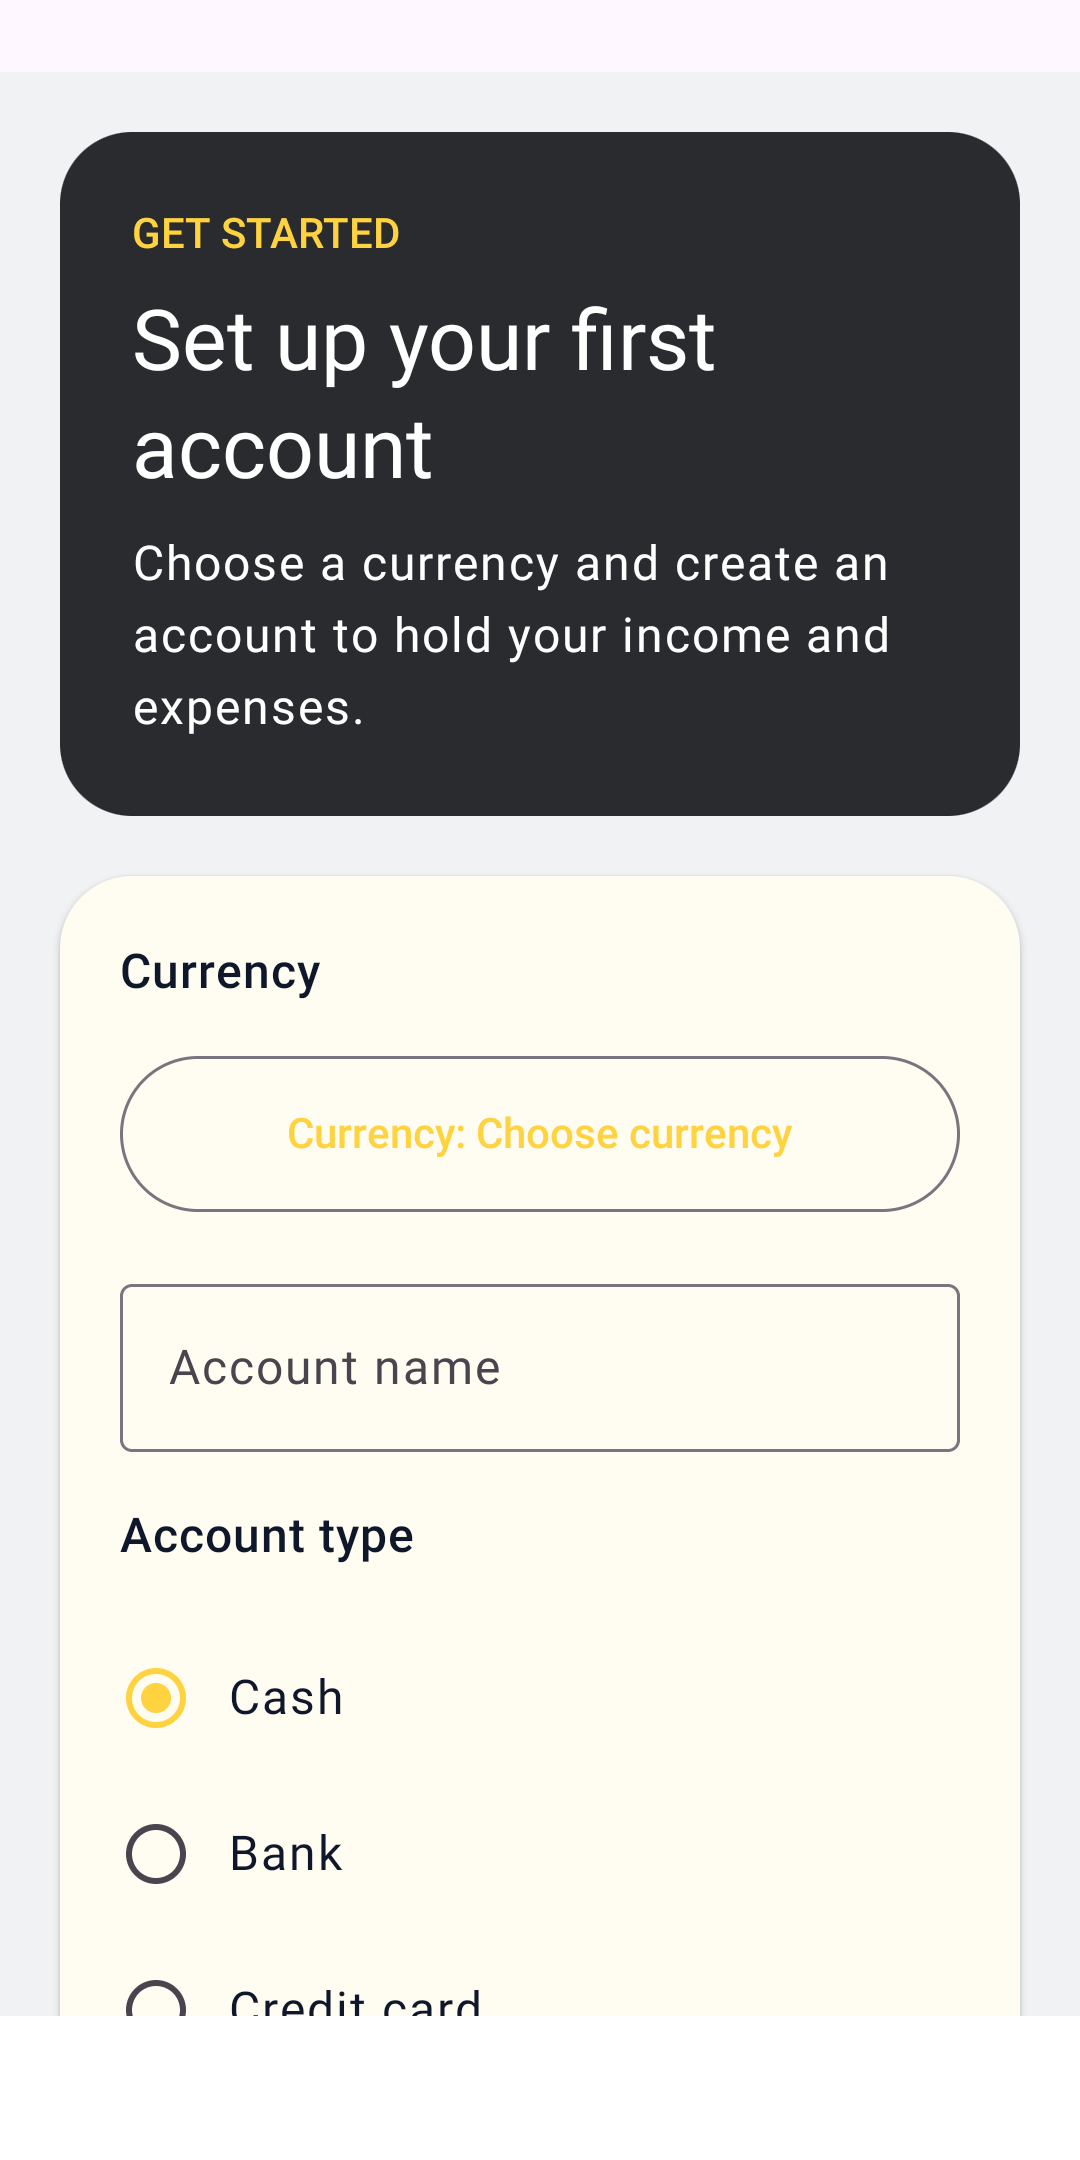 GET STARTED
Set up your first
account
Choose a currency and create an
account to hold your income and
expenses.
Currency
Currency: Choose currency
Account name
Account type
Cash
Bank
Credit card